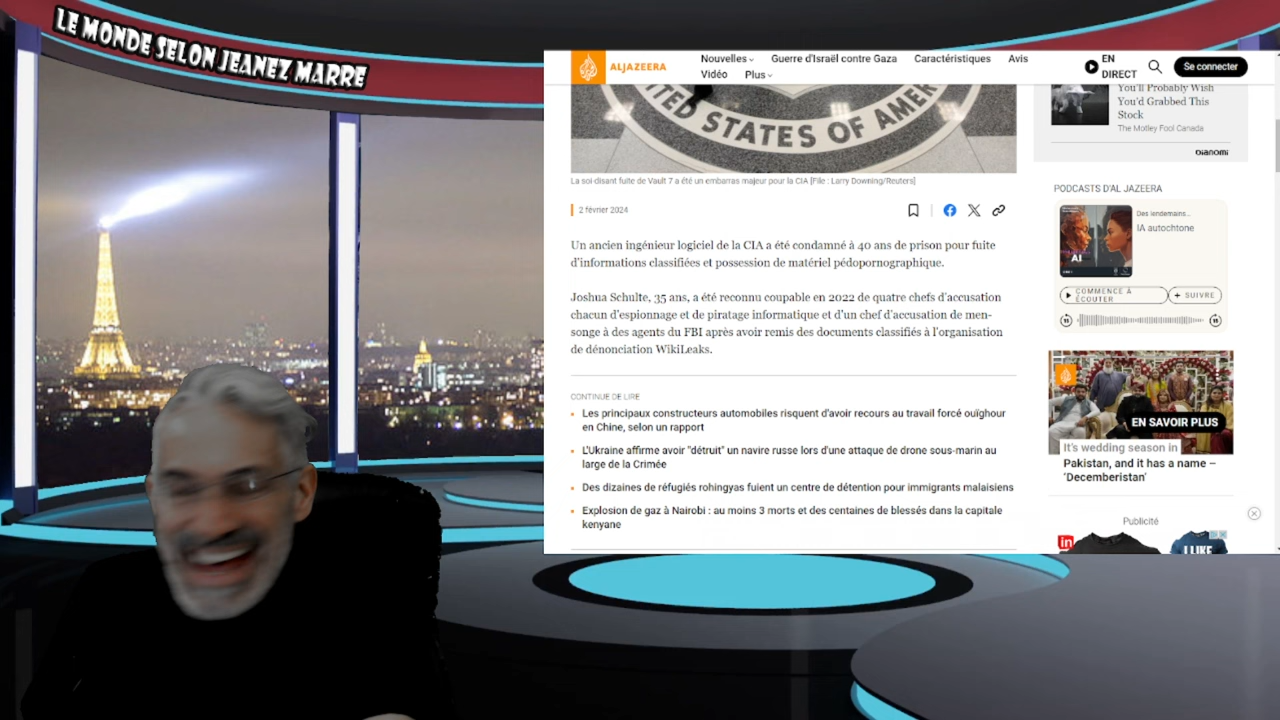 LE MONDE SELON JEANEZ MARRE
ALJAZEERA
Nouvelles
Guerre d'Israël contre Gaza
Caractéristiques
Avis
Vidéo
Plus
EN
DIRECT
Se connecter
STATES OF AMER
La soi-disant fuite de Vault 7 a été un embarras majeur pour la CIA [File : Larry Downing/Reuters]
2 février 2024
Un ancien ingénieur logiciel de la CIA a été condamné à 40 ans de prison pour fuite
d'informations classifiées et possession de matériel pédopornographique.
Joshua Schulte, 35 ans, a été reconnu coupable en 2022 de quatre chefs d'accusation
chacun d'espionnage et de piratage informatique et d'un chef d'accusation de men-
songe à des agents du FBI après avoir remis des documents classifiés à l'organisation
de dénonciation WikiLeaks.
CONTINUE DE LIRE
Les principaux constructeurs automobiles risquent d'avoir recours au travail forcé ouïghour
en Chine, selon un rapport
L'Ukraine affirme avoir "détruit" un navire russe lors d'une attaque de drone sous-marin au
large de la Crimée
Des dizaines de réfugiés rohingyas fuient un centre de détention pour immigrants malaisiens
Explosion de gaz à Nairobi : au moins 3 morts et des centaines de blessés dans la capitale
kenyane
You'll Probably Wish
You'd Grabbed This
Stock
The Motley Fool Canada
PODCASTS D'AL JAZEERA
Des lendemains...
IA autochtone
AI
COMMENCE À
ÉCOUTER
+ SUIVRE
EN SAVOIR PLUS
It's wedding season in
Pakistan, and it has a name –
'Decemberistan'
Publicité
in
I LIKE